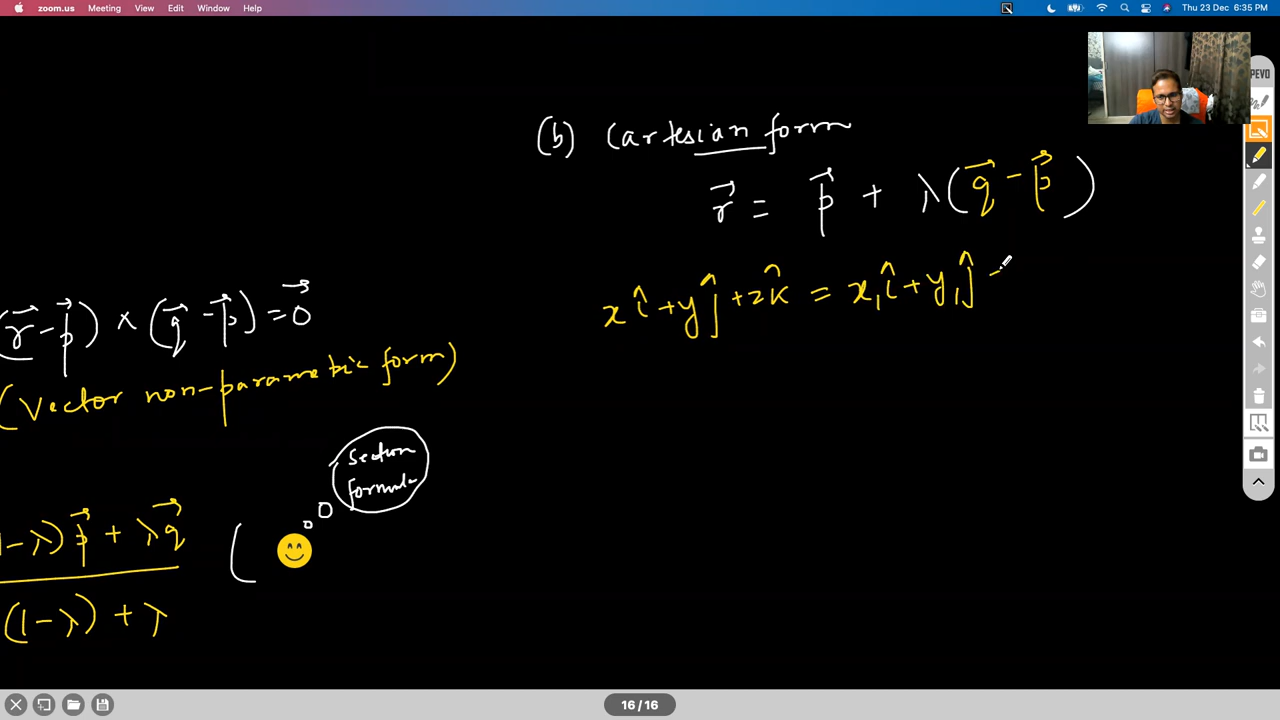 zoom.us Meeting View Edit Window Help Thu 23 Dec 6:35 PM
PEVO
(b) Cartesian form
r⃗ = p⃗ + λ(q⃗ - p⃗)
xî + yĵ + zk̂ = x₁î + y₁ĵ -
(r⃗ - p⃗) × (q⃗ - p⃗) = 0⃗
(Vector non-parametric form)
Section
formula
1 - λ)p⃗ + λq⃗ (
(1 - λ) + λ
16 / 16